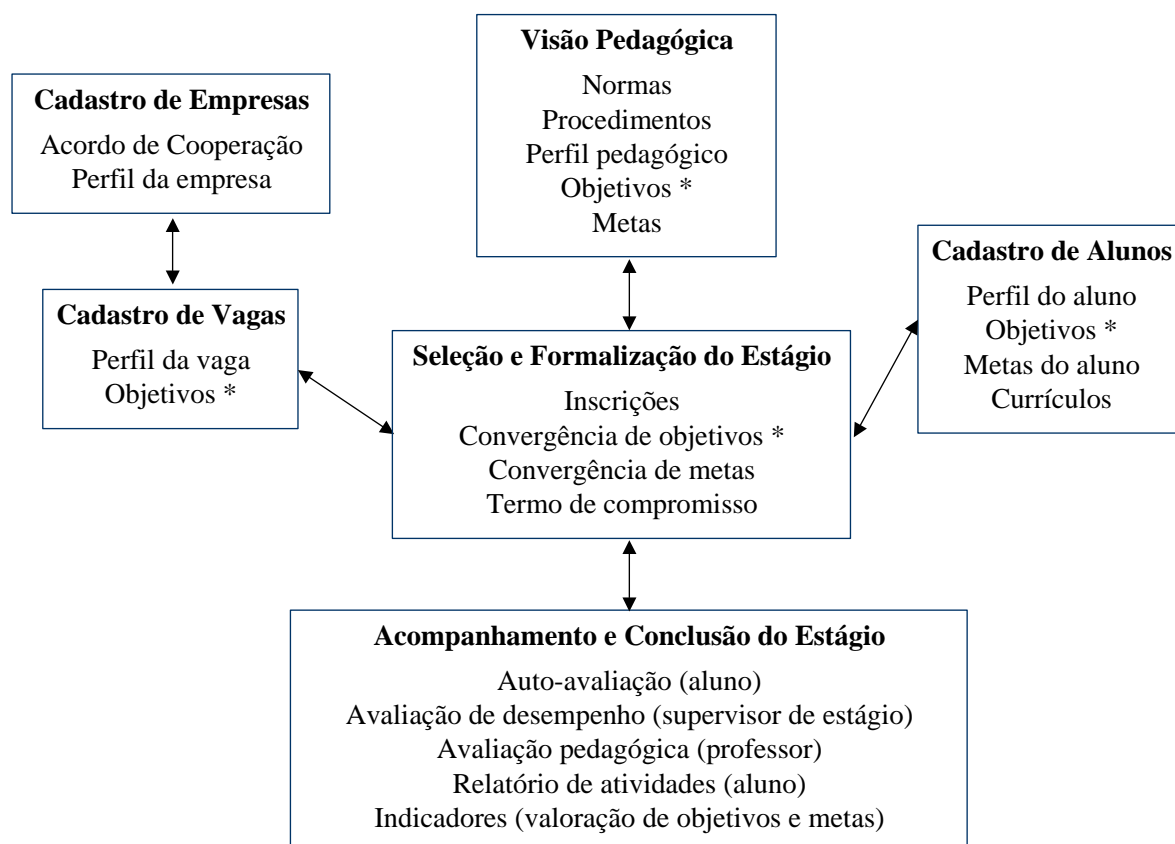 Visão Pedagógica
Normas
Procedimentos
Perfil pedagógico
Objetivos *
Metas
Cadastro de Empresas
Acordo de Cooperação
Perfil da empresa
Cadastro de Alunos
Perfil do aluno
Objetivos *
Metas do aluno
Currículos
Cadastro de Vagas
Perfil da vaga
Objetivos *
Seleção e Formalização do Estágio
Inscrições
Convergência de objetivos *
Convergência de metas
Termo de compromisso
Acompanhamento e Conclusão do Estágio
Auto-avaliação (aluno)
Avaliação de desempenho (supervisor de estágio)
Avaliação pedagógica (professor)
Relatório de atividades (aluno)
Indicadores (valoração de objetivos e metas)